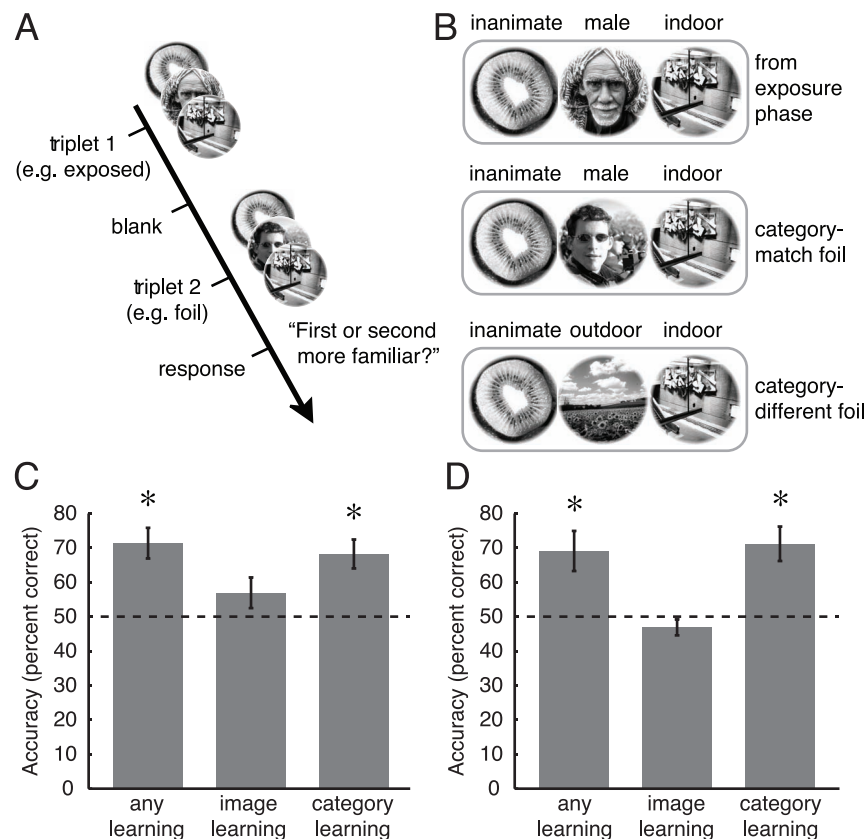 A
triplet 1
(e.g. exposed)
blank
triplet 2
(e.g. foil)
response
“First or second
more familiar?”
B
inanimate male indoor
from
exposure
phase
inanimate male indoor
category-
match foil
inanimate outdoor indoor
category-
different foil
C
Accuracy (percent correct)
80
70
60
50
40
30
20
10
0
* *
any
learning
image
learning
category
learning
D
Accuracy (percent correct)
80
70
60
50
40
30
20
10
0
* *
any
learning
image
learning
category
learning